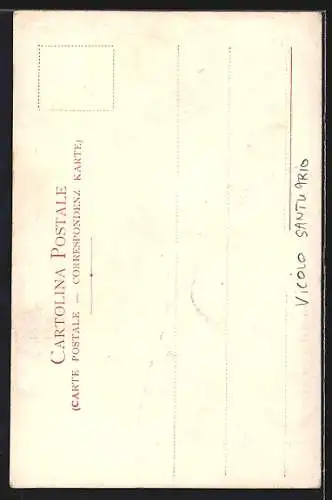 CARTOLINA POSTALE
(CARTE POSTALE — CORRESPONDENZ KARTE)
VICOLO SANTUARIO